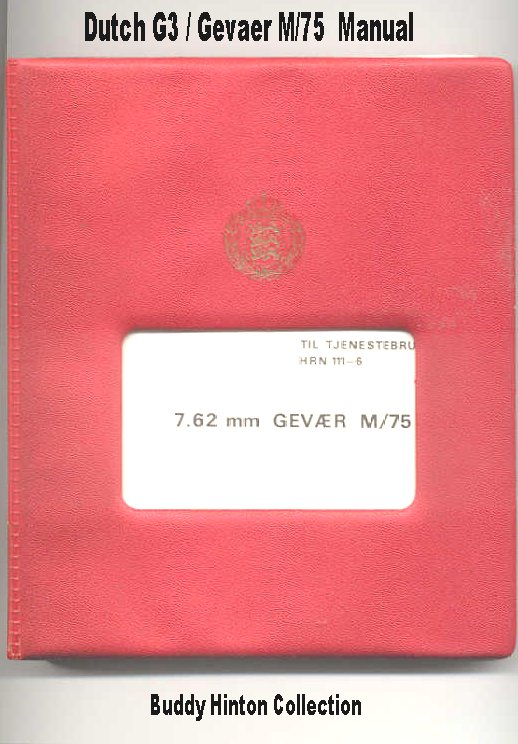 Dutch G3 / Gevaer M/75 Manual
TIL TJENESTEBRU
HRN 111-6
7.62 mm GEVÆR M/75
Buddy Hinton Collection